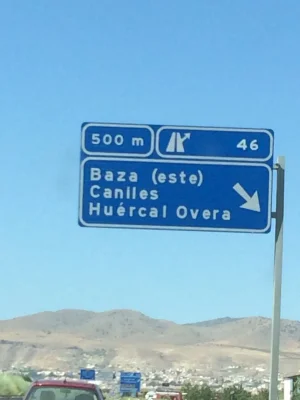 500 m 46
Baza (este)
Caniles
Huércal Overa